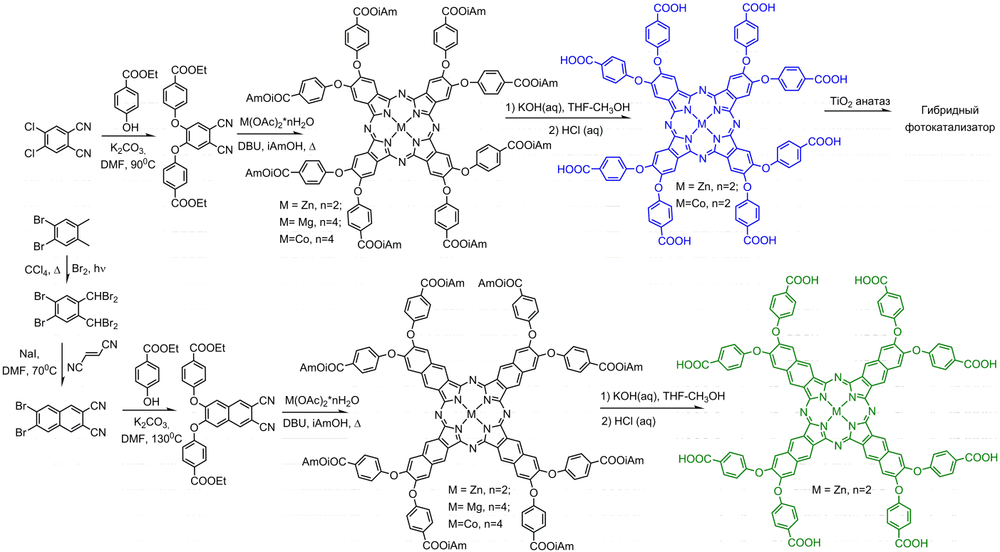 COOEt
OH
K2CO3,
DMF, 90⁰C
Cl
Cl
CN
CN
COOEt
O
O
CN
CN
COOEt
M(OAc)2*nH2O
DBU, iAmOH, Δ
COOiAm
COOiAm
O
O
AmOiOC
O
O
COOiAm
N
N
N
N
M
N
N
N
N
AmOiOC
O
O
COOiAm
O
O
COOiAm
COOiAm
M = Zn, n=2;
M= Mg, n=4;
M=Co, n=4
1) KOH(aq), THF-CH3OH
2) HCl (aq)
COOH
COOH
O
O
HOOC
O
O
COOH
N
N
N
N
M
N
N
N
N
HOOC
O
O
COOH
O
O
COOH
COOH
M = Zn, n=2;
M=Co, n=2
TiO2 анатаз
Гибридный
фотокатализатор
Br
Br
CCl4, Δ
Br2, hν
Br
Br
CHBr2
CHBr2
NaI,
DMF, 70⁰C
CN
NC
Br
Br
CN
CN
COOEt
OH
K2CO3,
DMF, 130⁰C
COOEt
O
O
CN
CN
COOEt
M(OAc)2*nH2O
DBU, iAmOH, Δ
COOiAm
AmOiOC
O
O
AmOiOC
O
O
COOiAm
N
N
N
N
M
N
N
N
N
AmOiOC
O
O
COOiAm
O
O
COOiAm
COOiAm
M = Zn, n=2;
M= Mg, n=4;
M=Co, n=4
1) KOH(aq), THF-CH3OH
2) HCl (aq)
COOH
HOOC
O
O
HOOC
O
O
COOH
N
N
N
N
M
N
N
N
N
HOOC
O
O
COOH
O
O
COOH
COOH
M = Zn, n=2